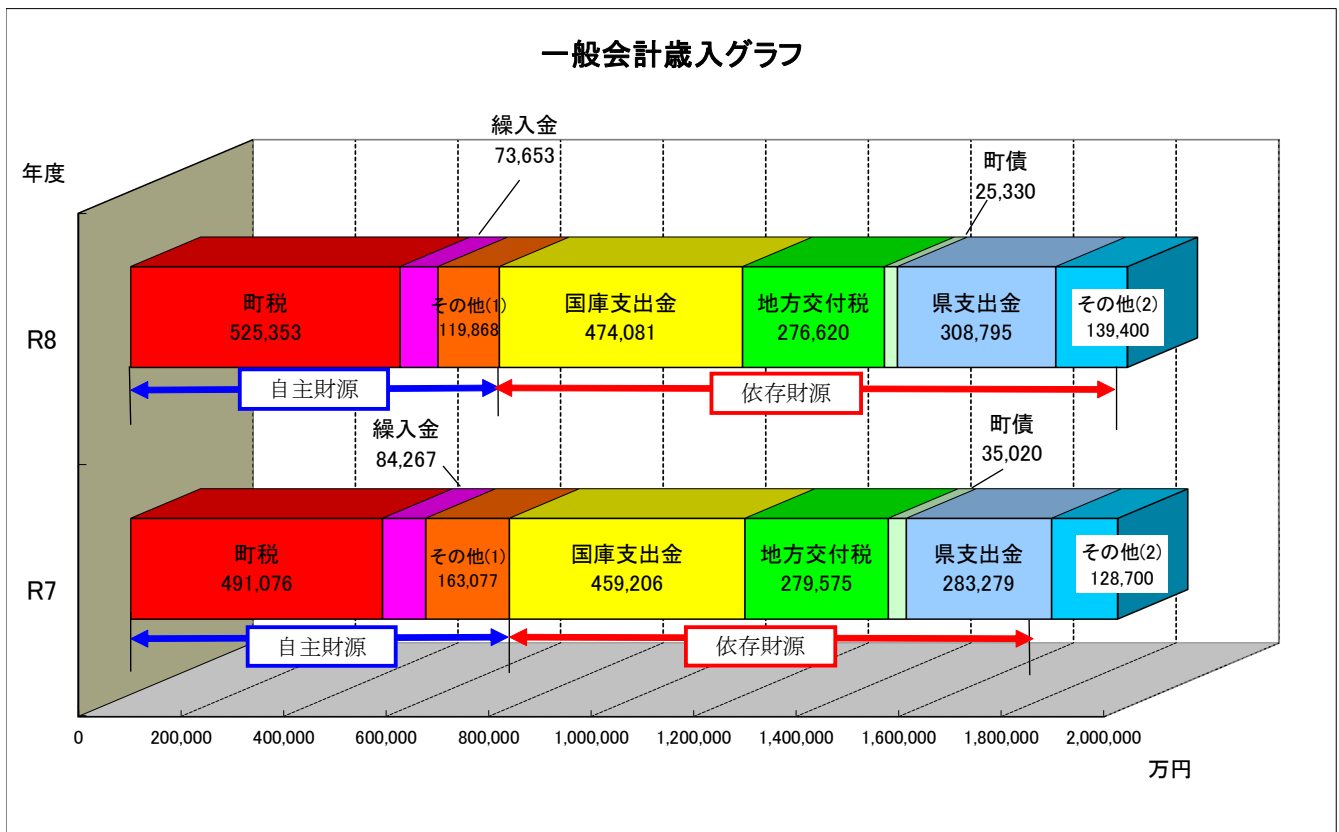 一般会計歳入グラフ
年度
繰入金
73,653
町債
25,330
R8
町税
525,353
その他(1)
119,868
国庫支出金
474,081
地方交付税
276,620
県支出金
308,795
その他(2)
139,400
自主財源
依存財源
繰入金
84,267
町債
35,020
R7
町税
491,076
その他(1)
163,077
国庫支出金
459,206
地方交付税
279,575
県支出金
283,279
その他(2)
128,700
自主財源
依存財源
0 200,000 400,000 600,000 800,000 1,000,000 1,200,000 1,400,000 1,600,000 1,800,000 2,000,000
万円